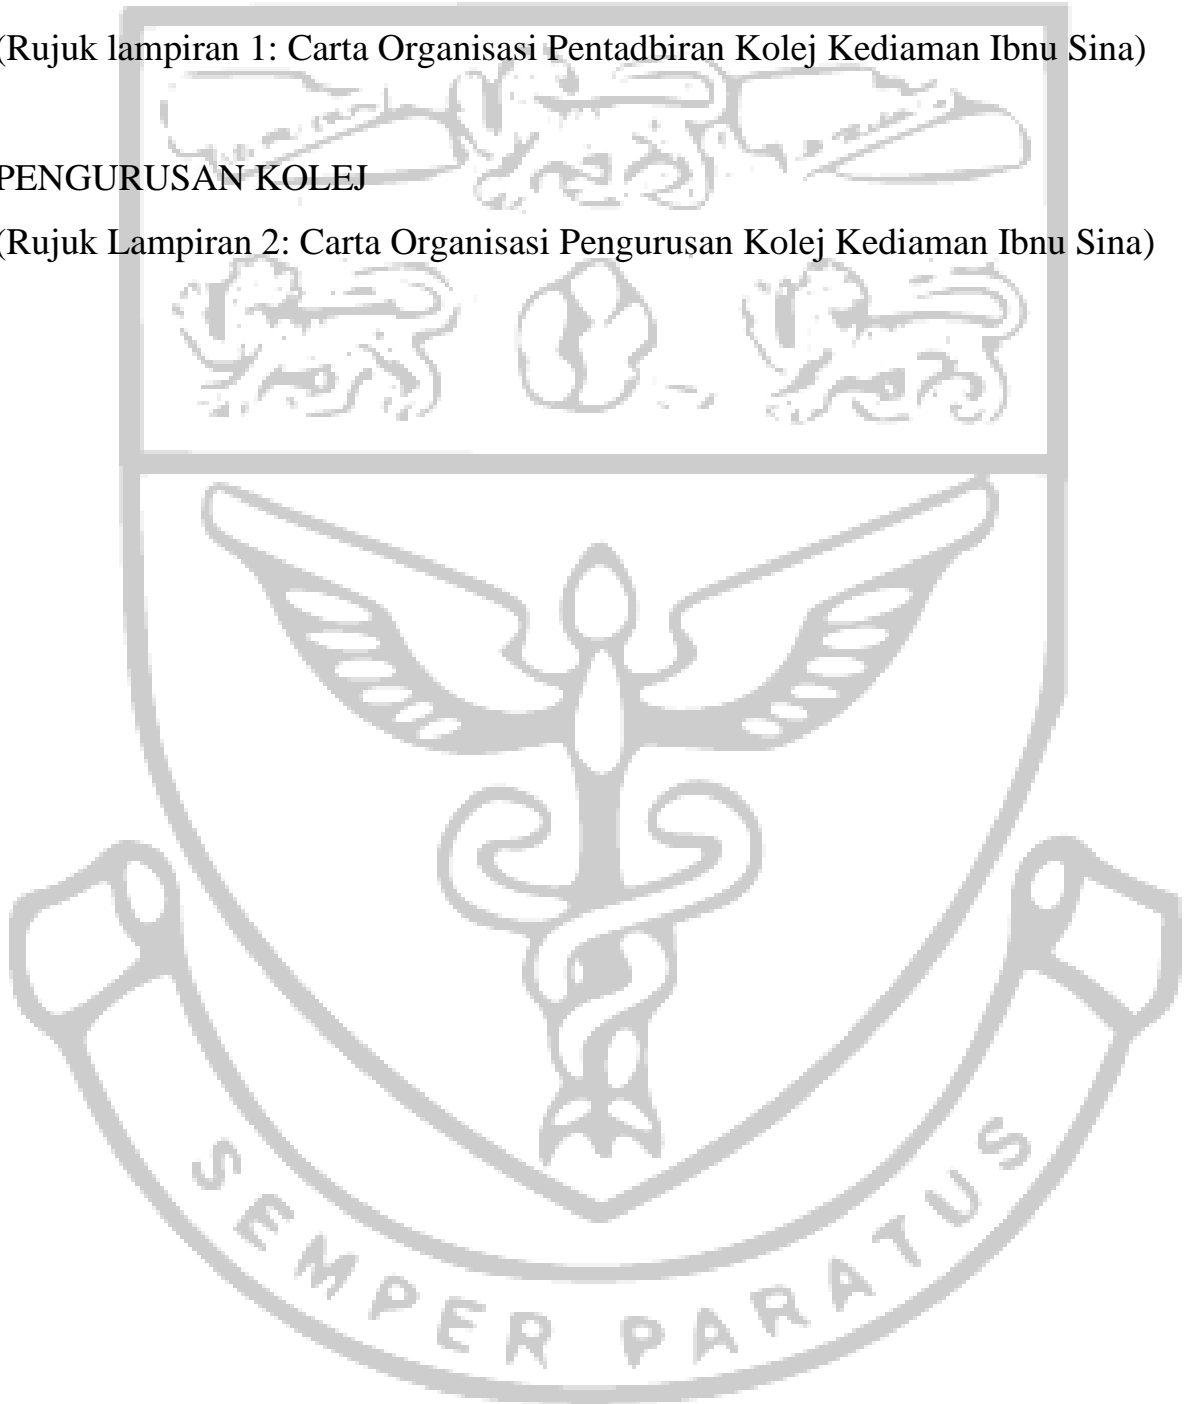 (Rujuk lampiran 1: Carta Organisasi Pentadbiran Kolej Kediaman Ibnu Sina)
PENGURUSAN KOLEJ
(Rujuk Lampiran 2: Carta Organisasi Pengurusan Kolej Kediaman Ibnu Sina)
SEMPER PARATUS